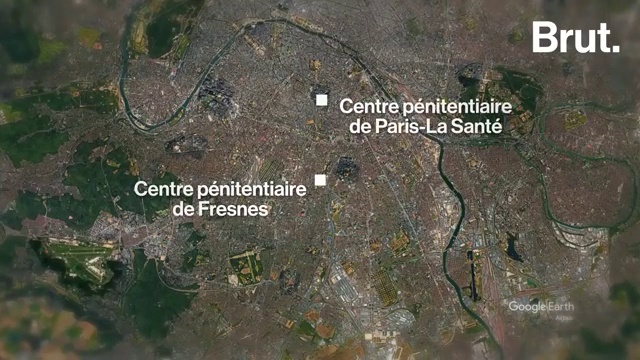 Brut.
Centre pénitentiaire
de Paris-La Santé
Centre pénitentiaire
de Fresnes
Google Earth